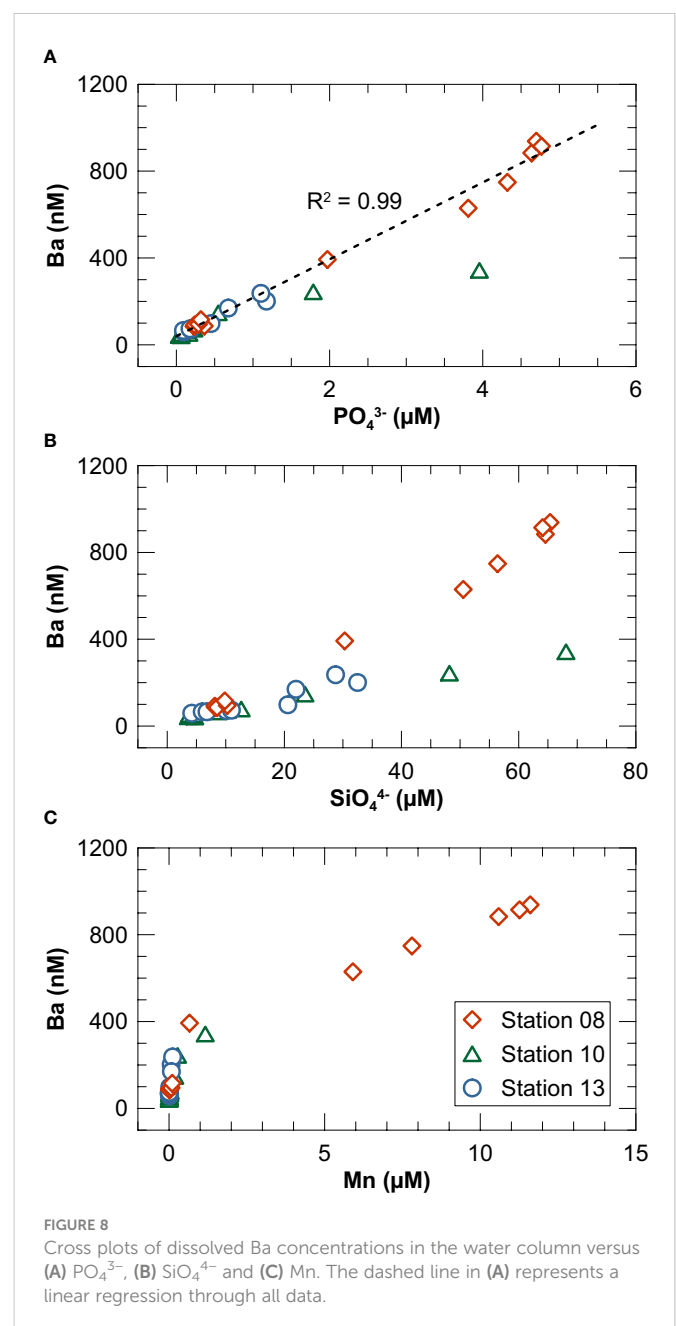 A
1200
800
400
0
Ba (nM)
R² = 0.99
0 2 4 6
PO₄³⁻ (µM)
B
1200
800
400
0
Ba (nM)
0 20 40 60 80
SiO₄⁴⁻ (µM)
C
1200
800
400
0
Ba (nM)
Station 08
Station 10
Station 13
0 5 10 15
Mn (µM)
FIGURE 8
Cross plots of dissolved Ba concentrations in the water column versus
(A) PO₄³⁻, (B) SiO₄⁴⁻ and (C) Mn. The dashed line in (A) represents a
linear regression through all data.